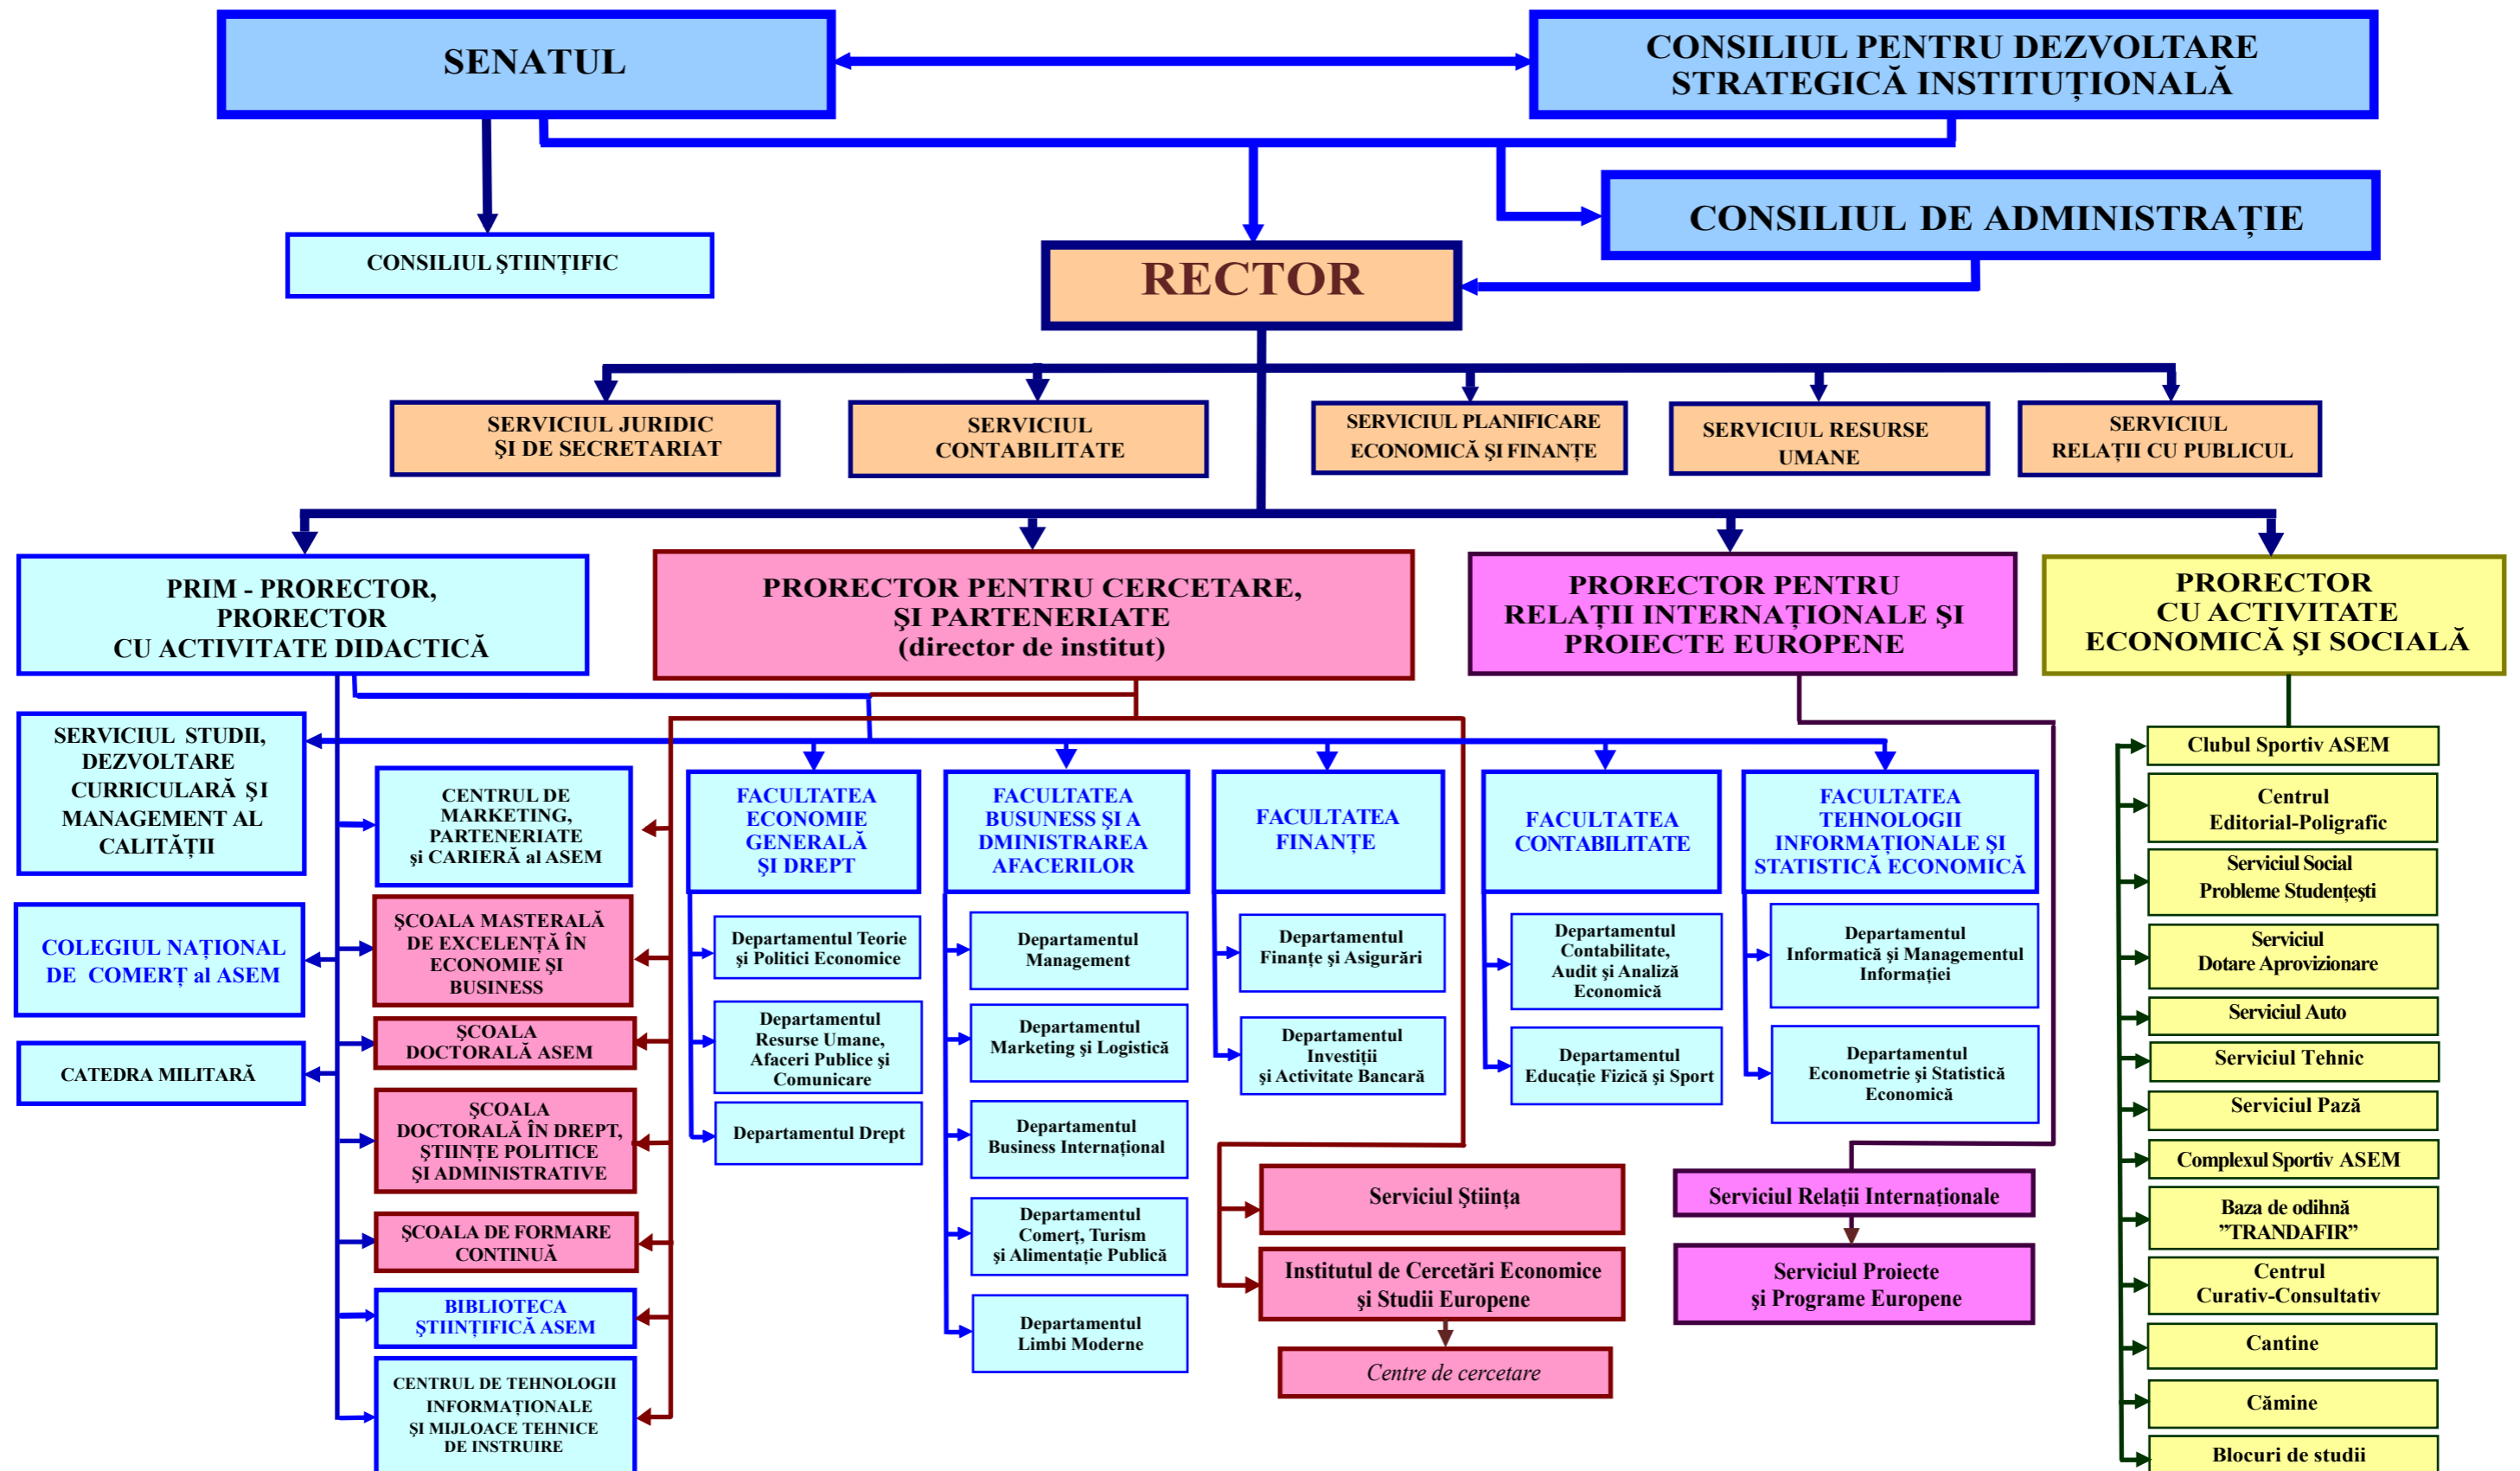 SENATUL
CONSILIUL PENTRU DEZVOLTARE
STRATEGICĂ INSTITUȚIONALĂ
CONSILIUL DE ADMINISTRAȚIE
CONSILIUL ŞTIINȚIFIC
RECTOR
SERVICIUL JURIDIC
ŞI DE SECRETARIAT
SERVICIUL
CONTABILITATE
SERVICIUL PLANIFICARE
ECONOMICĂ ŞI FINANȚE
SERVICIUL RESURSE
UMANE
SERVICIUL
RELAȚII CU PUBLICUL
PRIM - PRORECTOR,
PRORECTOR
CU ACTIVITATE DIDACTICĂ
PRORECTOR PENTRU CERCETARE,
ŞI PARTENERIATE
(director de institut)
PRORECTOR PENTRU
RELAȚII INTERNAȚIONALE ŞI
PROIECTE EUROPENE
PRORECTOR
CU ACTIVITATE
ECONOMICĂ ŞI SOCIALĂ
SERVICIUL STUDII,
DEZVOLTARE
CURRICULARĂ ŞI
MANAGEMENT AL
CALITĂȚII
COLEGIUL NAȚIONAL
DE COMERȚ al ASEM
CATEDRA MILITARĂ
CENTRUL DE
MARKETING,
PARTENERIATE
şi CARIERĂ al ASEM
ŞCOALA MASTERALĂ
DE EXCELENȚĂ ÎN
ECONOMIE ŞI
BUSINESS
ŞCOALA
DOCTORALĂ ASEM
ŞCOALA
DOCTORALĂ ÎN DREPT,
ŞTIINȚE POLITICE
ŞI ADMINISTRATIVE
ŞCOALA DE FORMARE
CONTINUĂ
BIBLIOTECA
ŞTIINȚIFICĂ ASEM
CENTRUL DE TEHNOLOGII
INFORMAȚIONALE
ŞI MIJLOACE TEHNICE
DE INSTRUIRE
FACULTATEA
ECONOMIE
GENERALĂ
ŞI DREPT
Departamentul Teorie
şi Politici Economice
Departamentul
Resurse Umane,
Afaceri Publice şi
Comunicare
Departamentul Drept
FACULTATEA
BUSUNESS ŞI A
DMINISTRAREA
AFACERILOR
Departamentul
Management
Departamentul
Marketing şi Logistică
Departamentul
Business Internațional
Departamentul
Comerț, Turism
şi Alimentație Publică
Departamentul
Limbi Moderne
FACULTATEA
FINANȚE
Departamentul
Finanțe şi Asigurări
Departamentul
Investiții
şi Activitate Bancară
Serviciul Ştiința
Institutul de Cercetări Economice
şi Studii Europene
Centre de cercetare
FACULTATEA
CONTABILITATE
Departamentul
Contabilitate,
Audit şi Analiză
Economică
Departamentul
Educație Fizică şi Sport
FACULTATEA
TEHNOLOGII
INFORMAȚIONALE ŞI
STATISTICĂ ECONOMICĂ
Departamentul
Informatică şi Managementul
Informației
Departamentul
Econometrie şi Statistică
Economică
Serviciul Relații Internaționale
Serviciul Proiecte
şi Programe Europene
Clubul Sportiv ASEM
Centrul
Editorial-Poligrafic
Serviciul Social
Probleme Studențeşti
Serviciul
Dotare Aprovizionare
Serviciul Auto
Serviciul Tehnic
Serviciul Pază
Complexul Sportiv ASEM
Baza de odihnă
”TRANDAFIR”
Centrul
Curativ-Consultativ
Cantine
Cămine
Blocuri de studii